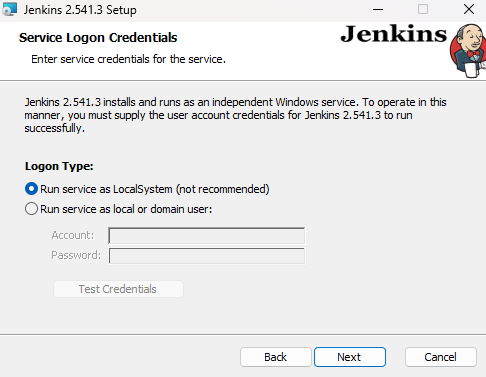 Jenkins 2.541.3 Setup
Service Logon Credentials
Enter service credentials for the service.
Jenkins
Jenkins 2.541.3 installs and runs as an independent Windows service. To operate in this
manner, you must supply the user account credentials for Jenkins 2.541.3 to run
successfully.
Logon Type:
Run service as LocalSystem (not recommended)
Run service as local or domain user:
Account:
Password:
Test Credentials
Back
Next
Cancel